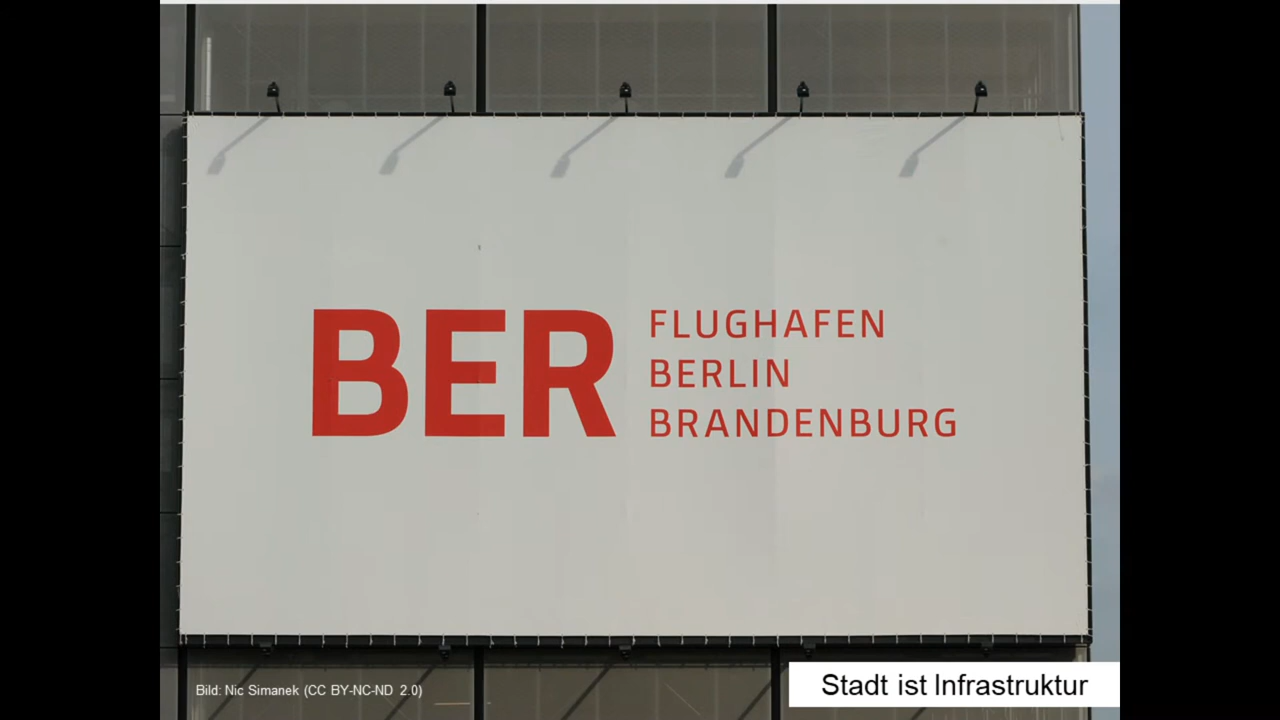 BER
FLUGHAFEN
BERLIN
BRANDENBURG
Bild: Nic Simanek (CC BY-NC-ND 2.0)
Stadt ist Infrastruktur